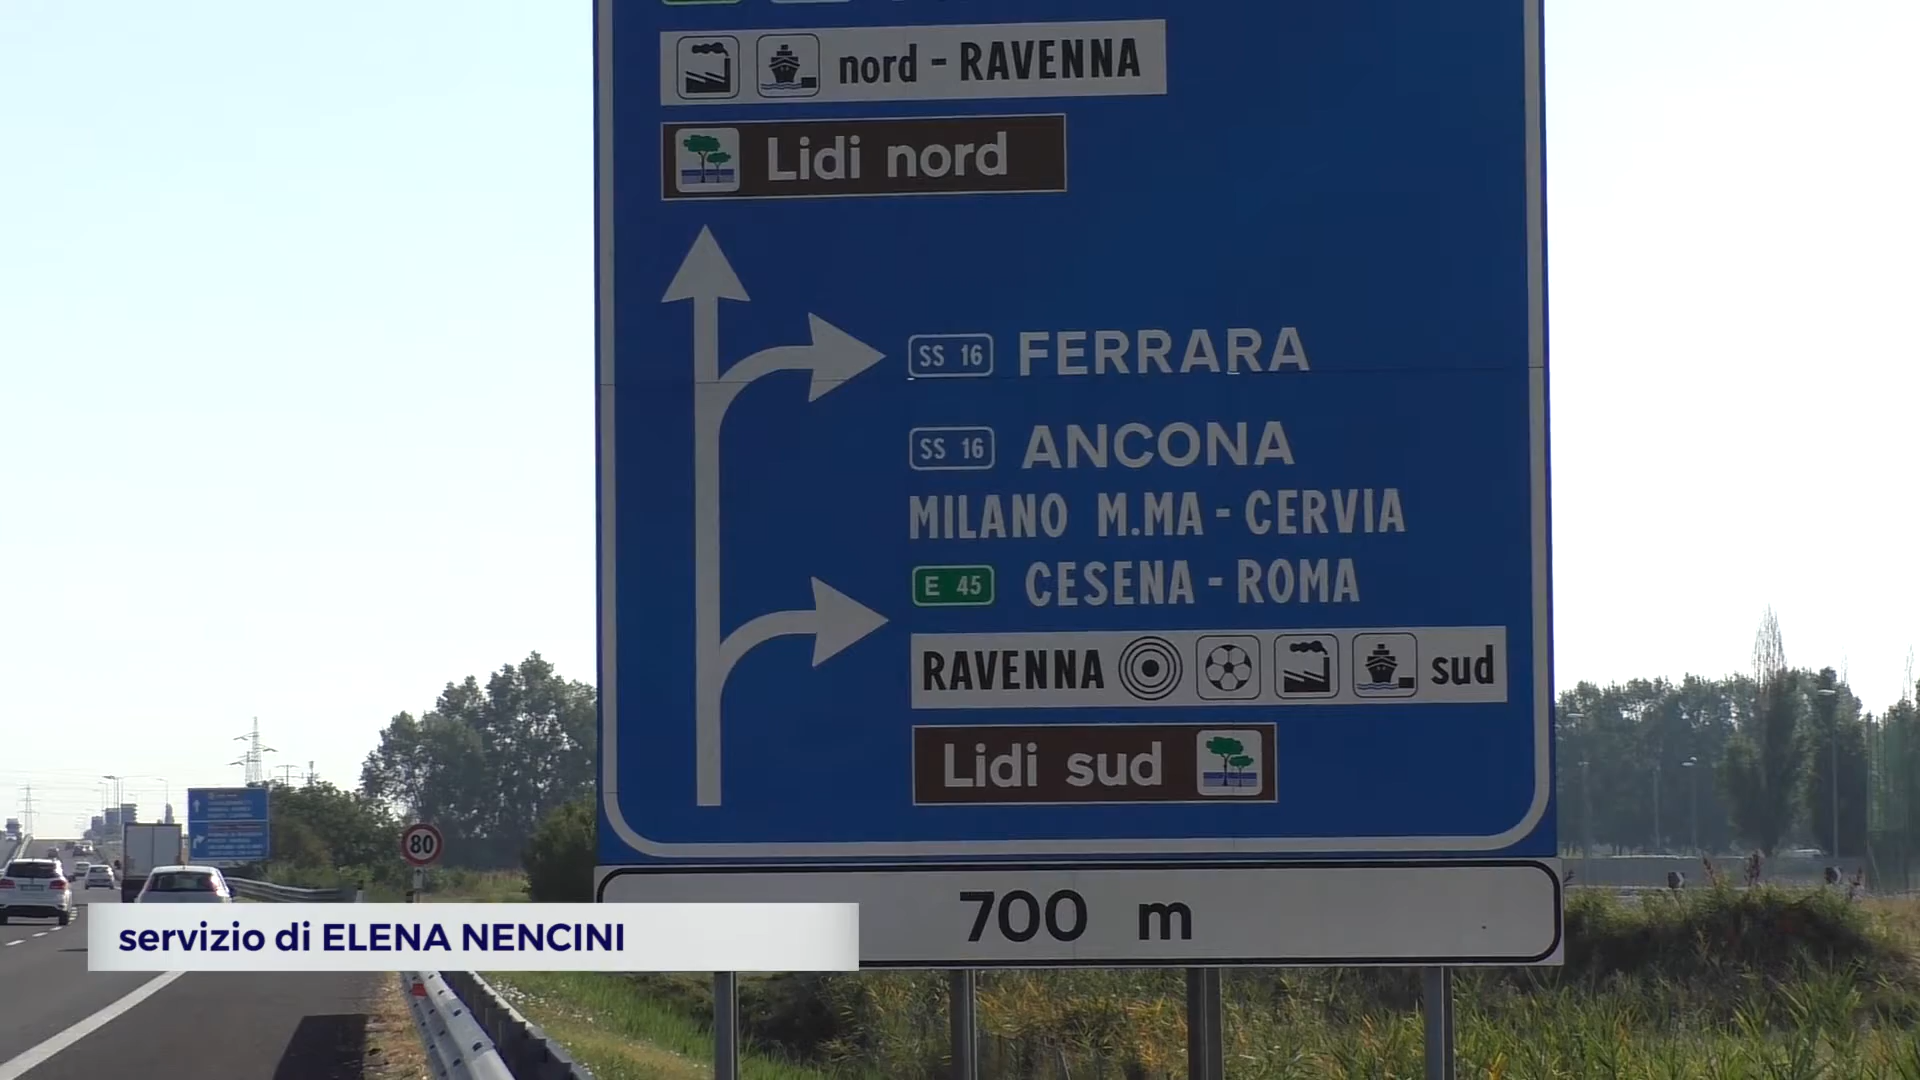 nord - RAVENNA
Lidi nord
SS 16 FERRARA
SS 16 ANCONA
MILANO M.MA - CERVIA
E 45 CESENA - ROMA
RAVENNA sud
Lidi sud
80
700 m
servizio di ELENA NENCINI